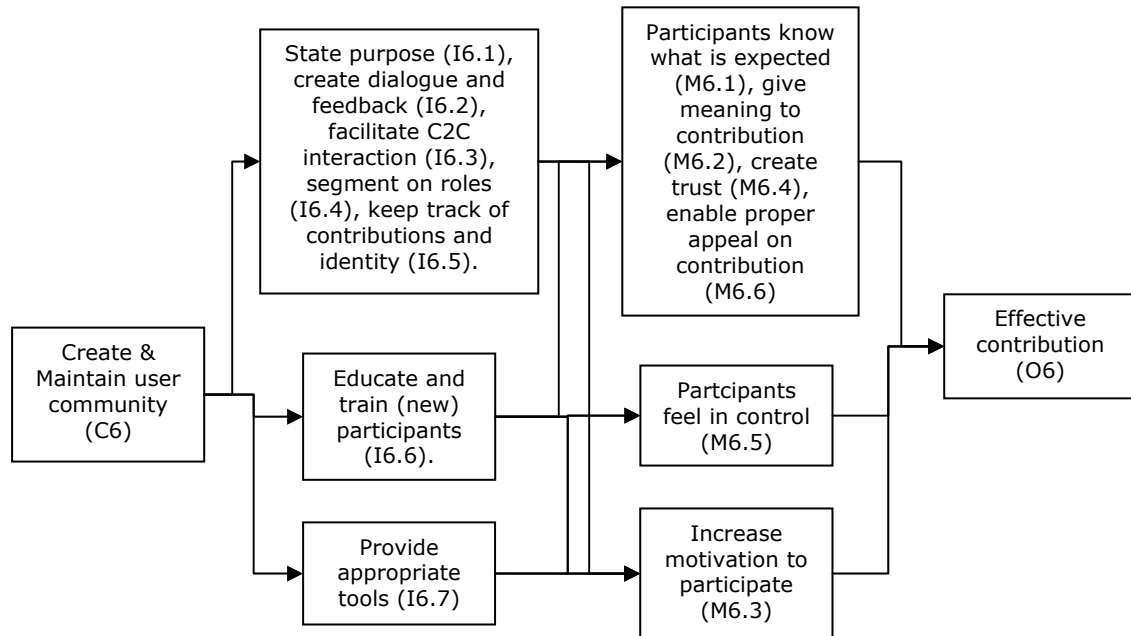 State purpose (I6.1),
create dialogue and
feedback (I6.2),
facilitate C2C
interaction (I6.3),
segment on roles
(I6.4), keep track of
contributions and
identity (I6.5).
Participants know
what is expected
(M6.1), give
meaning to
contribution
(M6.2), create
trust (M6.4),
enable proper
appeal on
contribution
(M6.6)
Create &
Maintain user
community
(C6)
Educate and
train (new)
participants
(I6.6).
Partcipants
feel in control
(M6.5)
Effective
contribution
(O6)
Provide
appropriate
tools (I6.7)
Increase
motivation to
participate
(M6.3)